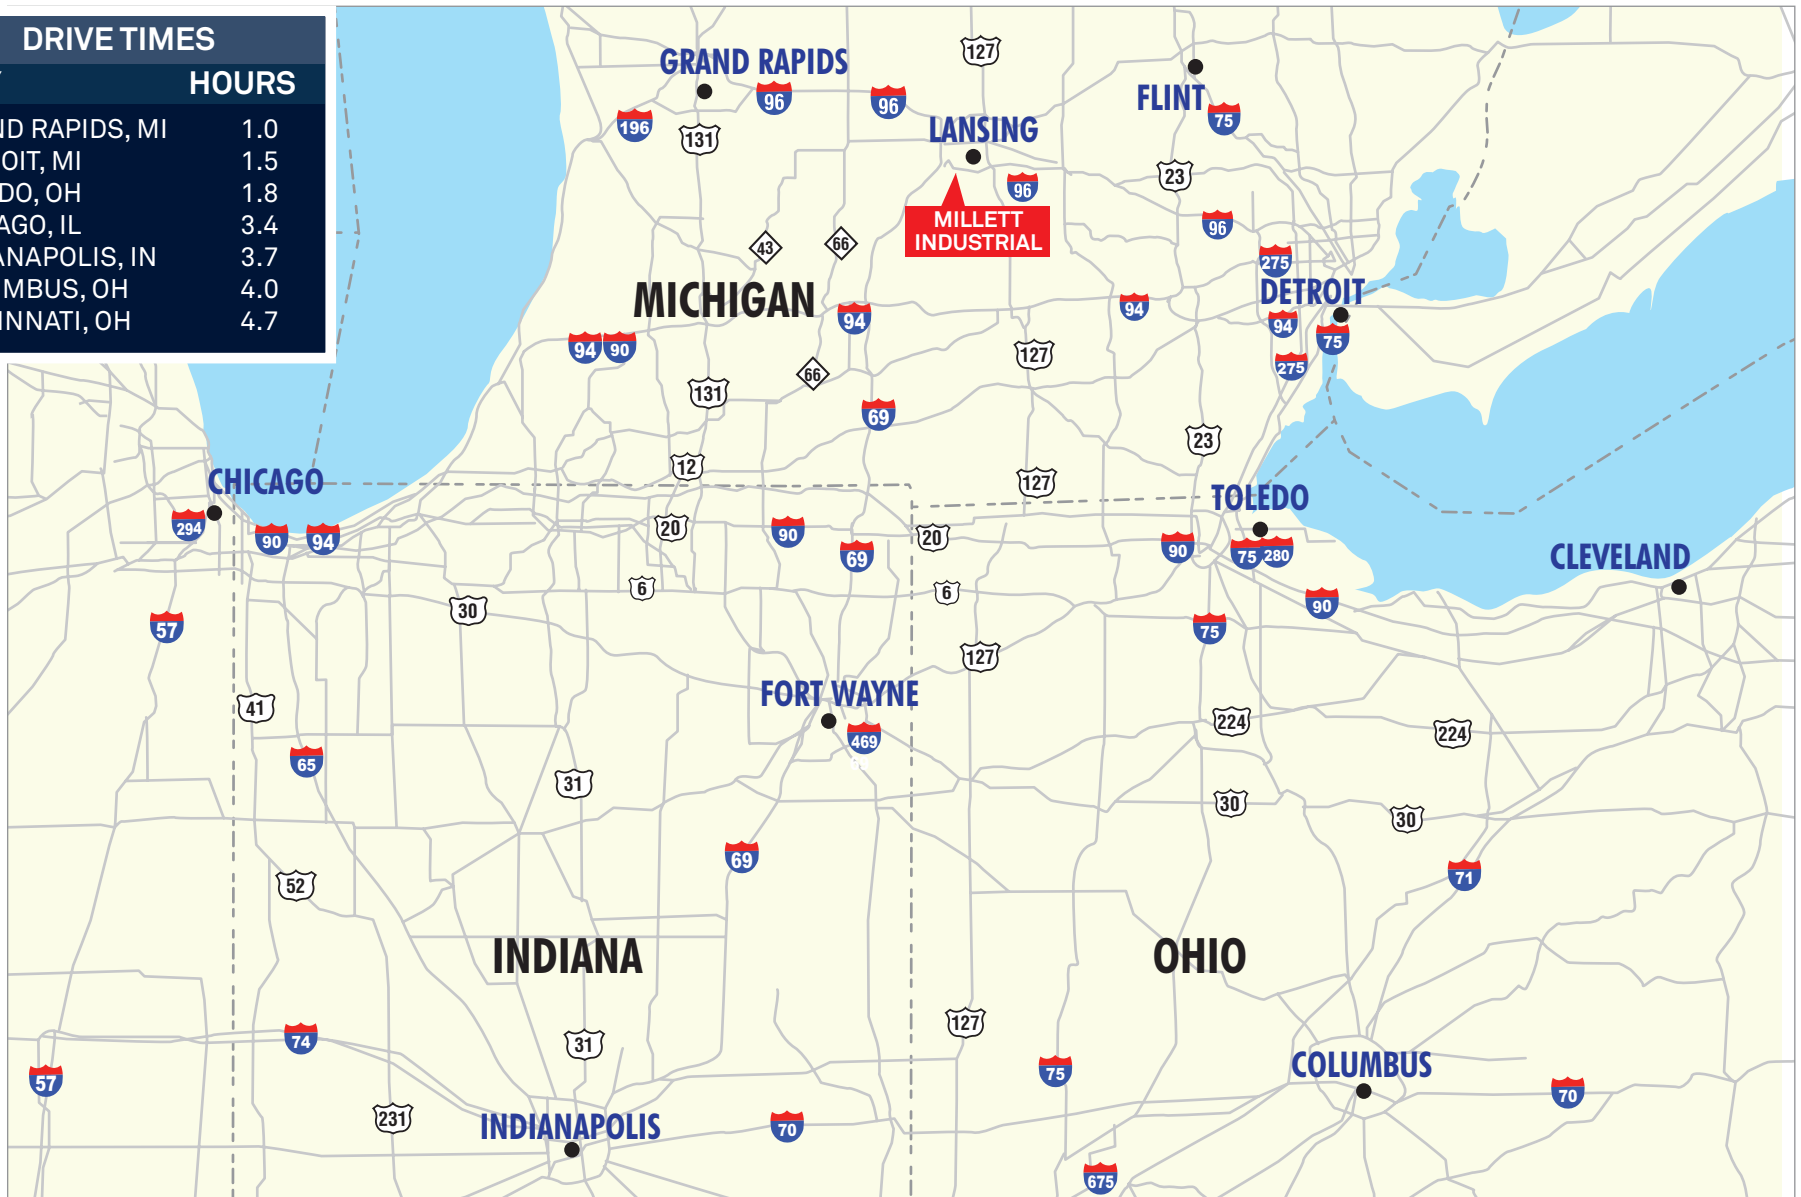 DRIVE TIMES
HOURS
ND RAPIDS, MI 1.0
OIT, MI 1.5
DO, OH 1.8
AGO, IL 3.4
ANAPOLIS, IN 3.7
MBUS, OH 4.0
INNATI, OH 4.7
127
GRAND RAPIDS
96
96
FLINT
75
196
131
LANSING
23
96
MILLETT
INDUSTRIAL
96
43
66
275
MICHIGAN
DETROIT
94
94
94
75
94
90
127
275
66
131
69
23
12
127
CHICAGO
TOLEDO
294
90
94
20
90
69
20
90
75
280
CLEVELAND
6
6
90
30
57
75
127
FORT WAYNE
41
469
224
224
65
31
30
30
69
71
52
INDIANA
OHIO
127
74
31
57
75
COLUMBUS
70
231
INDIANAPOLIS
70
675